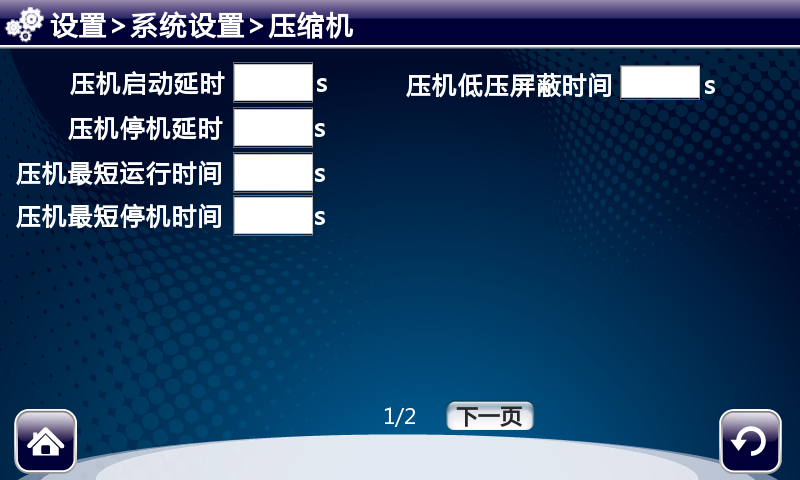 设置>系统设置>压缩机
压机启动延时 s
压机低压屏蔽时间 s
压机停机延时 s
压机最短运行时间 s
压机最短停机时间 s
1/2 下一页